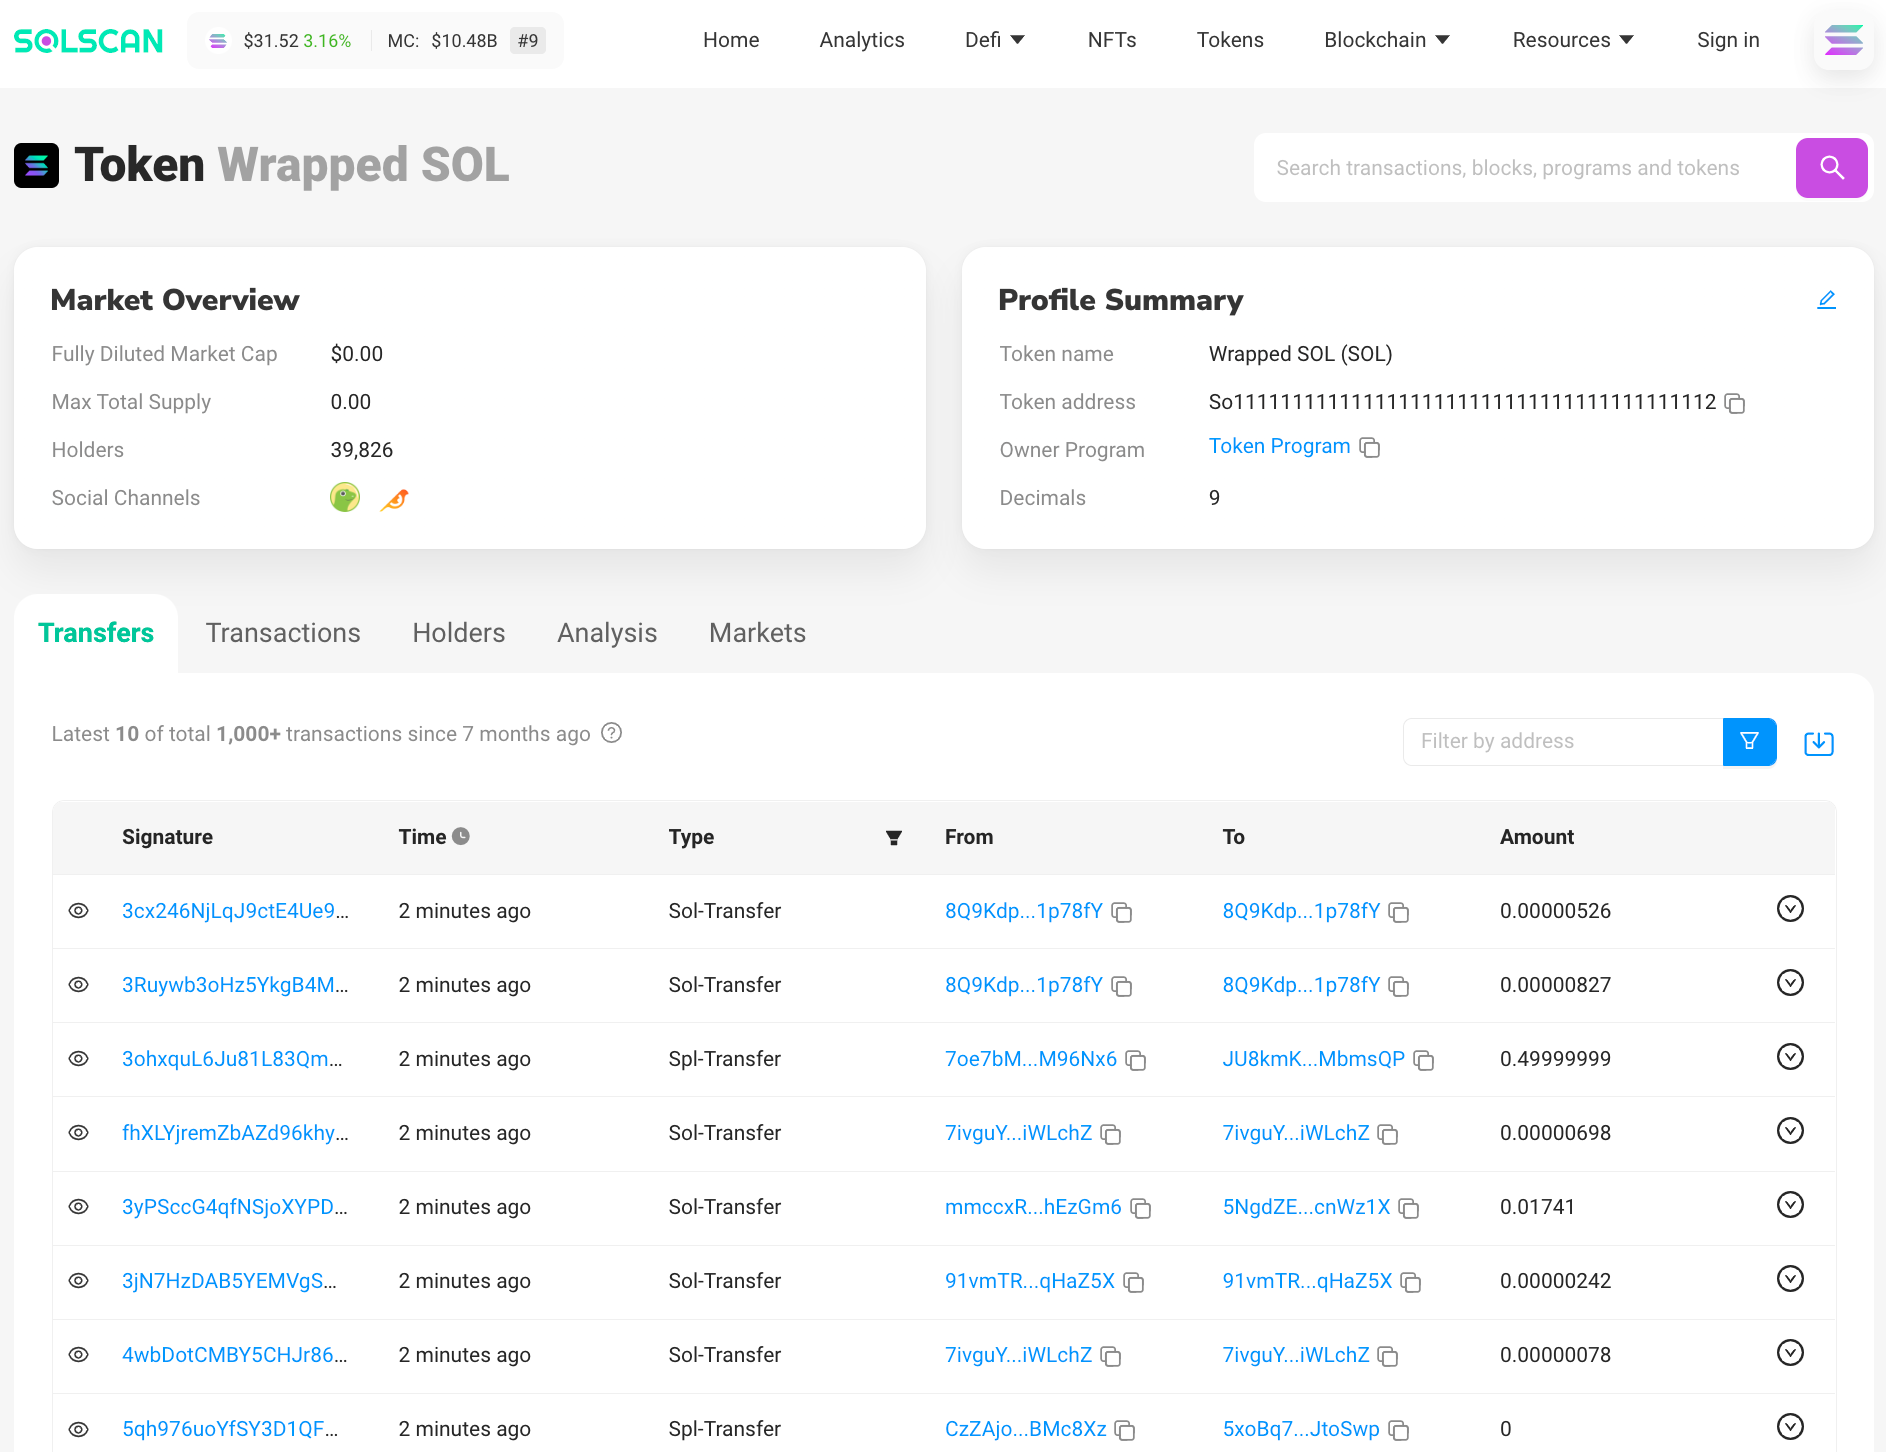 SOLSCAN
$31.52 3.16% MC: $10.48B #9
Home Analytics Defi NFTs Tokens Blockchain Resources Sign in
Token Wrapped SOL
Search transactions, blocks, programs and tokens
Market Overview
Fully Diluted Market Cap $0.00
Max Total Supply 0.00
Holders 39,826
Social Channels
Profile Summary
Token name Wrapped SOL (SOL)
Token address So11111111111111111111111111111111111111112
Owner Program Token Program
Decimals 9
Transfers Transactions Holders Analysis Markets
Latest 10 of total 1,000+ transactions since 7 months ago
Filter by address
Signature Time Type From To Amount
3cx246NjLqJ9ctE4Ue9... 2 minutes ago Sol-Transfer 8Q9Kdp...1p78fY 8Q9Kdp...1p78fY 0.00000526
3Ruywb3oHz5YkgB4M... 2 minutes ago Sol-Transfer 8Q9Kdp...1p78fY 8Q9Kdp...1p78fY 0.00000827
3ohxquL6Ju81L83Qm... 2 minutes ago Spl-Transfer 7oe7bM...M96Nx6 JU8kmK...MbmsQP 0.49999999
fhXLYjremZbAZd96khy... 2 minutes ago Sol-Transfer 7ivguY...iWLchZ 7ivguY...iWLchZ 0.00000698
3yPSccG4qfNSjoXYPD... 2 minutes ago Sol-Transfer mmccxR...hEzGm6 5NgdZE...cnWz1X 0.01741
3jN7HzDAB5YEMVgS... 2 minutes ago Sol-Transfer 91vmTR...qHaZ5X 91vmTR...qHaZ5X 0.00000242
4wbDotCMBY5CHJr86... 2 minutes ago Sol-Transfer 7ivguY...iWLchZ 7ivguY...iWLchZ 0.00000078
5qh976uoYfSY3D1QF... 2 minutes ago Spl-Transfer CzZAjo...BMc8Xz 5xoBq7...JtoSwp 0